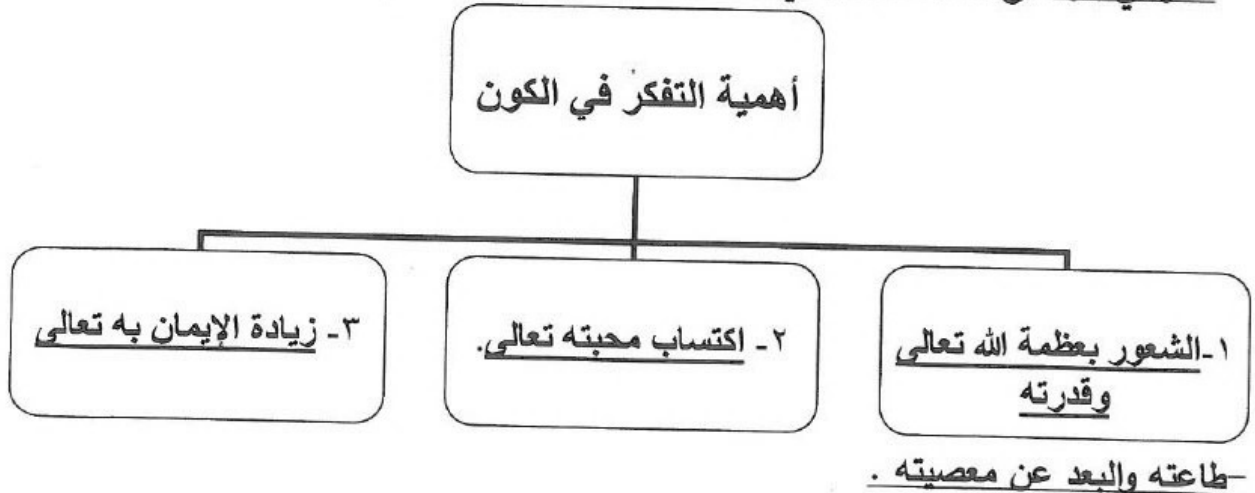 أهمية التفكر في الكون
١-الشعور بعظمة الله تعالى
وقدرته
٢- اكتساب محبته تعالى.
٣- زيادة الإيمان به تعالى
-طاعته والبعد عن معصيته .